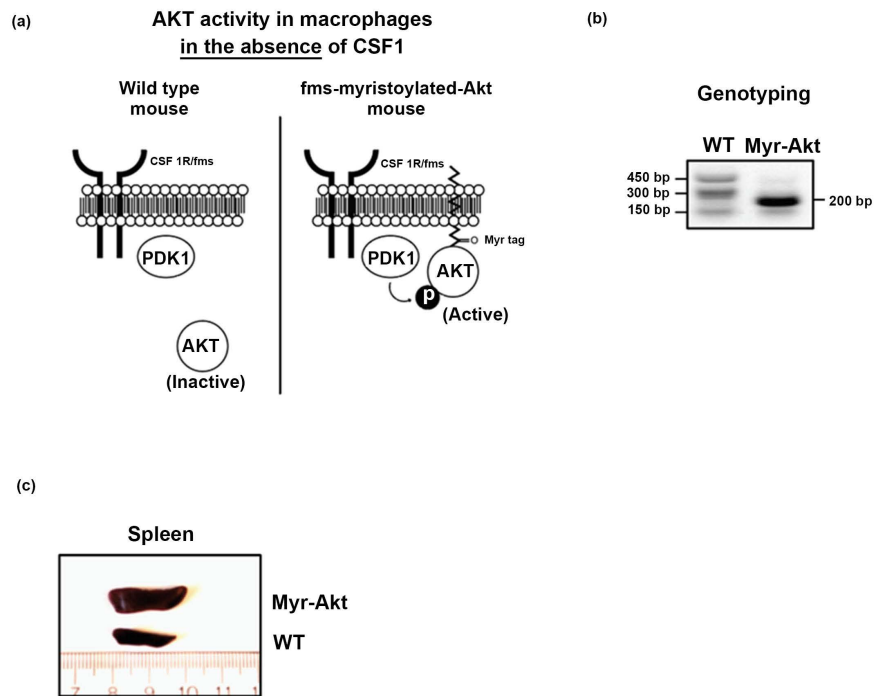 (a)
AKT activity in macrophages
in the absence of CSF1
Wild type
mouse
fms-myristoylated-Akt
mouse
CSF 1R/fms
CSF 1R/fms
Myr tag
PDK1
PDK1
AKT
p
(Active)
AKT
(Inactive)
(b)
Genotyping
WT Myr-Akt
450 bp
300 bp
150 bp
200 bp
(c)
Spleen
Myr-Akt
WT
7 8 9 10 11